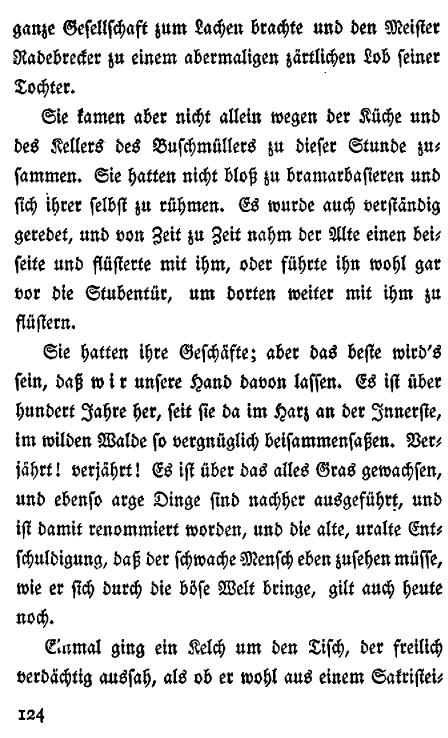 ganze Gesellschaft zum Lachen brachte und den Meister
Radebrecker zu einem abermaligen zärtlichen Lob seiner
Tochter.
Sie kamen aber nicht allein wegen der Küche und
des Kellers des Buschmüllers zu dieser Stunde zu-
sammen. Sie hatten nicht bloß zu bramarbasieren und
sich ihrer selbst zu rühmen. Es wurde auch verständig
geredet, und von Zeit zu Zeit nahm der Alte einen bei-
seite und flüsterte mit ihm, oder führte ihn wohl gar
vor die Stubentür, um dorten weiter mit ihm zu
flüstern.
Sie hatten ihre Geschäfte; aber das beste wird's
sein, daß wir unsere Hand davon lassen. Es ist über
hundert Jahre her, seit sie da im Harz an der Innerste,
im wilden Walde so vergnüglich beisammensaßen. Ver-
jährt! verjährt! Es ist über das alles Gras gewachsen,
und ebenso arge Dinge sind nachher ausgeführt, und
ist damit renommiert worden, und die alte, uralte Ent-
schuldigung, daß der schwache Mensch eben zusehen müsse,
wie er sich durch die böse Welt bringe, gilt auch heute
noch.
Einmal ging ein Kelch um den Tisch, der freilich
verdächtig aussah, als ob er wohl aus einem Sakristei-
124